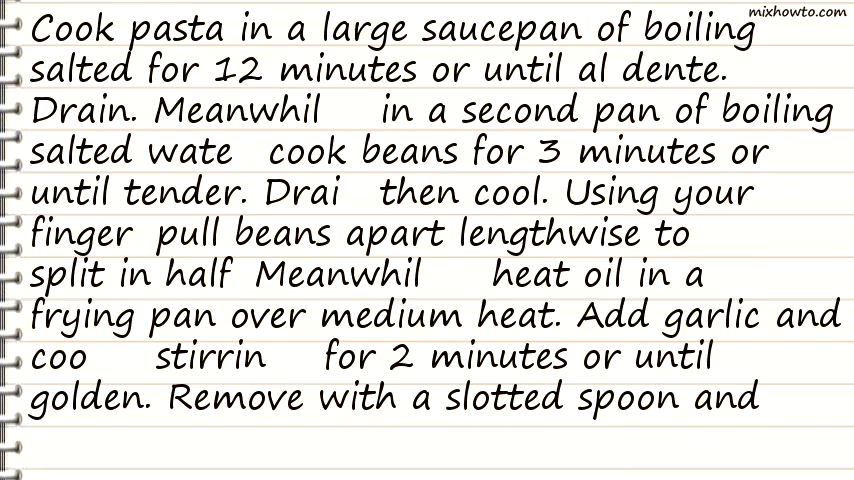 mixhowto.com
Cook pasta in a large saucepan of boiling
salted for 12 minutes or until al dente.
Drain. Meanwhil in a second pan of boiling
salted wate cook beans for 3 minutes or
until tender. Drai then cool. Using your
finger pull beans apart lengthwise to
split in half Meanwhil heat oil in a
frying pan over medium heat. Add garlic and
coo stirrin for 2 minutes or until
golden. Remove with a slotted spoon and